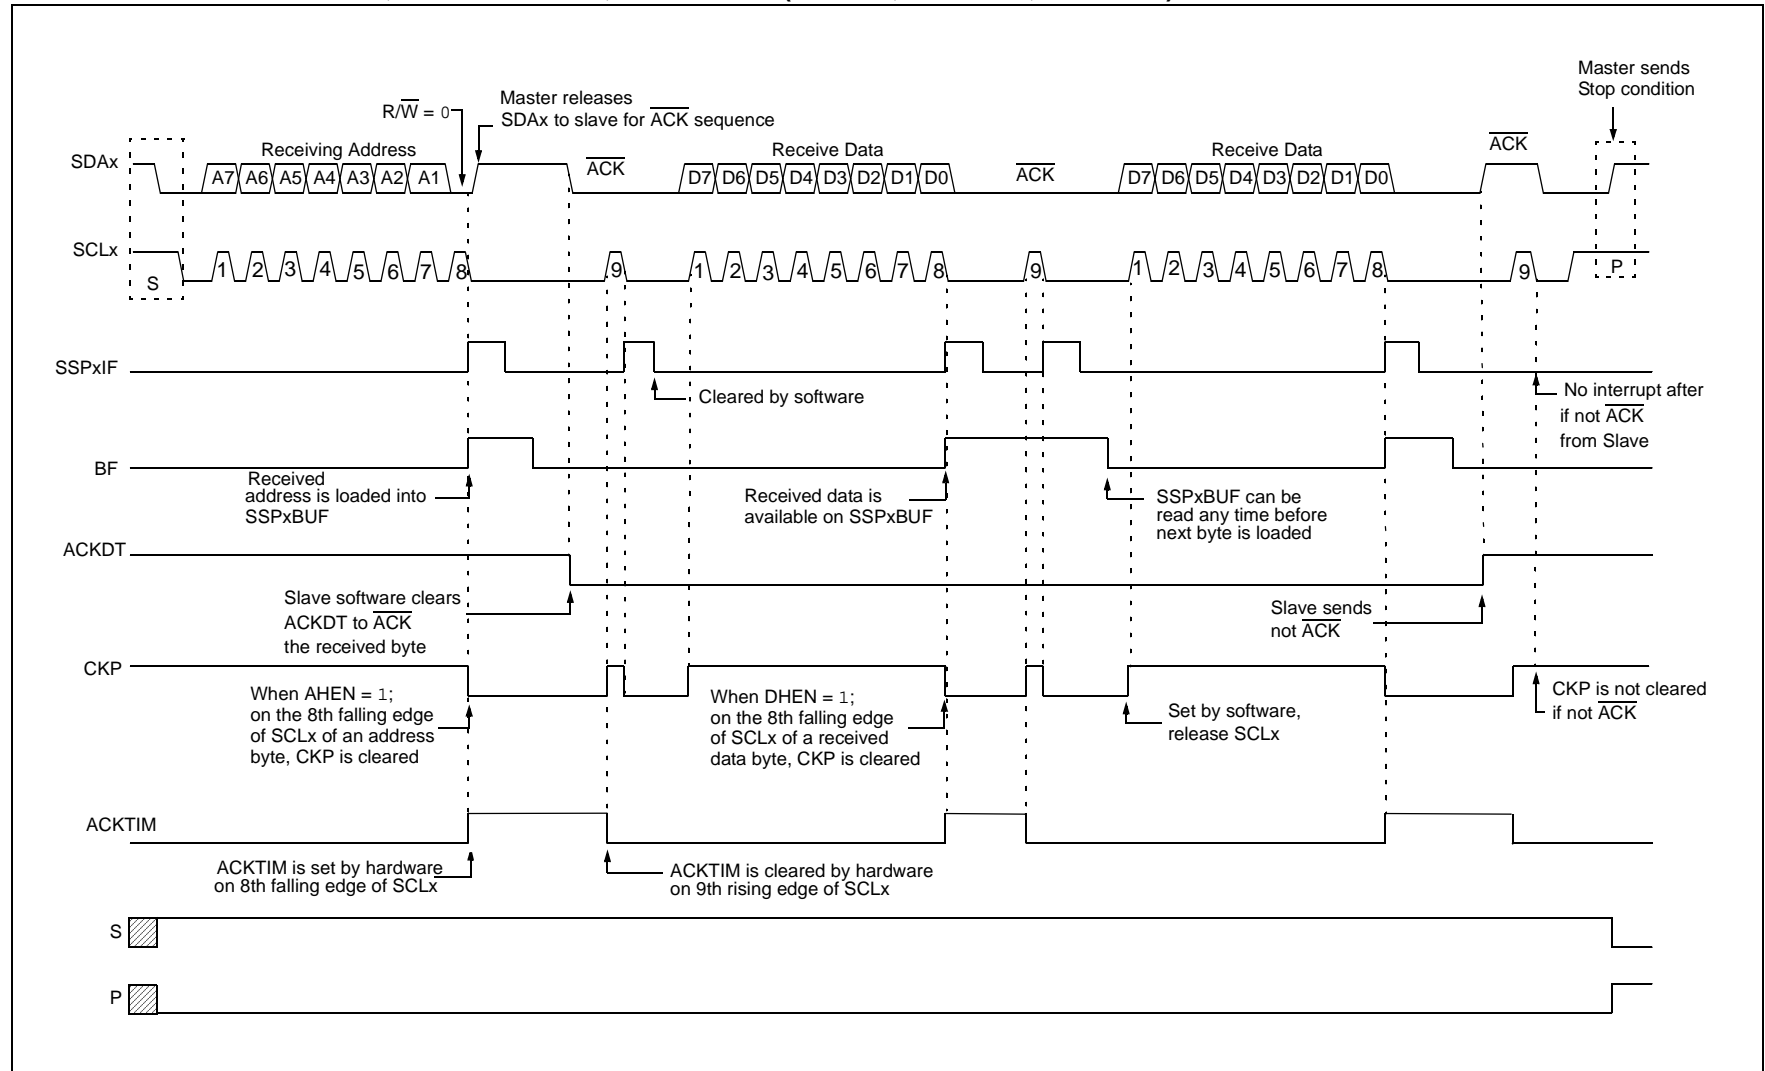 Master sends
Stop condition
Master releases
SDAx to slave for ACK sequence
R/W = 0
SDAx
Receiving Address
ACK
Receive Data
ACK
Receive Data
ACK
A7 A6 A5 A4 A3 A2 A1
D7 D6 D5 D4 D3 D2 D1 D0
D7 D6 D5 D4 D3 D2 D1 D0
SCLx
S
1 2 3 4 5 6 7 8 9
1 2 3 4 5 6 7 8 9
1 2 3 4 5 6 7 8 9
P
SSPxIF
Cleared by software
No interrupt after
if not ACK
from Slave
BF
Received
address is loaded into
SSPxBUF
Received data is
available on SSPxBUF
SSPxBUF can be
read any time before
next byte is loaded
ACKDT
Slave software clears
ACKDT to ACK
the received byte
Slave sends
not ACK
CKP
When AHEN = 1;
on the 8th falling edge
of SCLx of an address
byte, CKP is cleared
When DHEN = 1;
on the 8th falling edge
of SCLx of a received
data byte, CKP is cleared
Set by software,
release SCLx
CKP is not cleared
if not ACK
ACKTIM
ACKTIM is set by hardware
on 8th falling edge of SCLx
ACKTIM is cleared by hardware
on 9th rising edge of SCLx
S
P